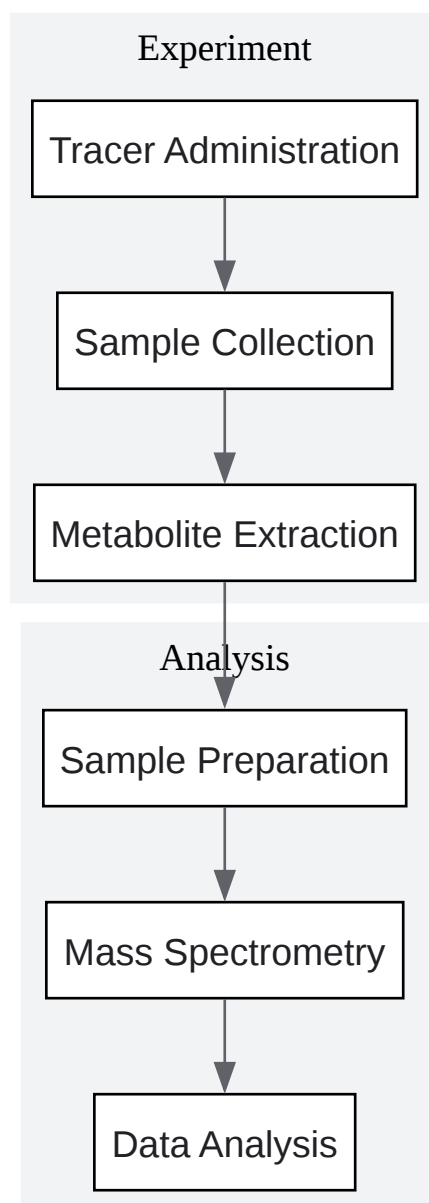 Experiment
Tracer Administration
Sample Collection
Metabolite Extraction
Analysis
Sample Preparation
Mass Spectrometry
Data Analysis